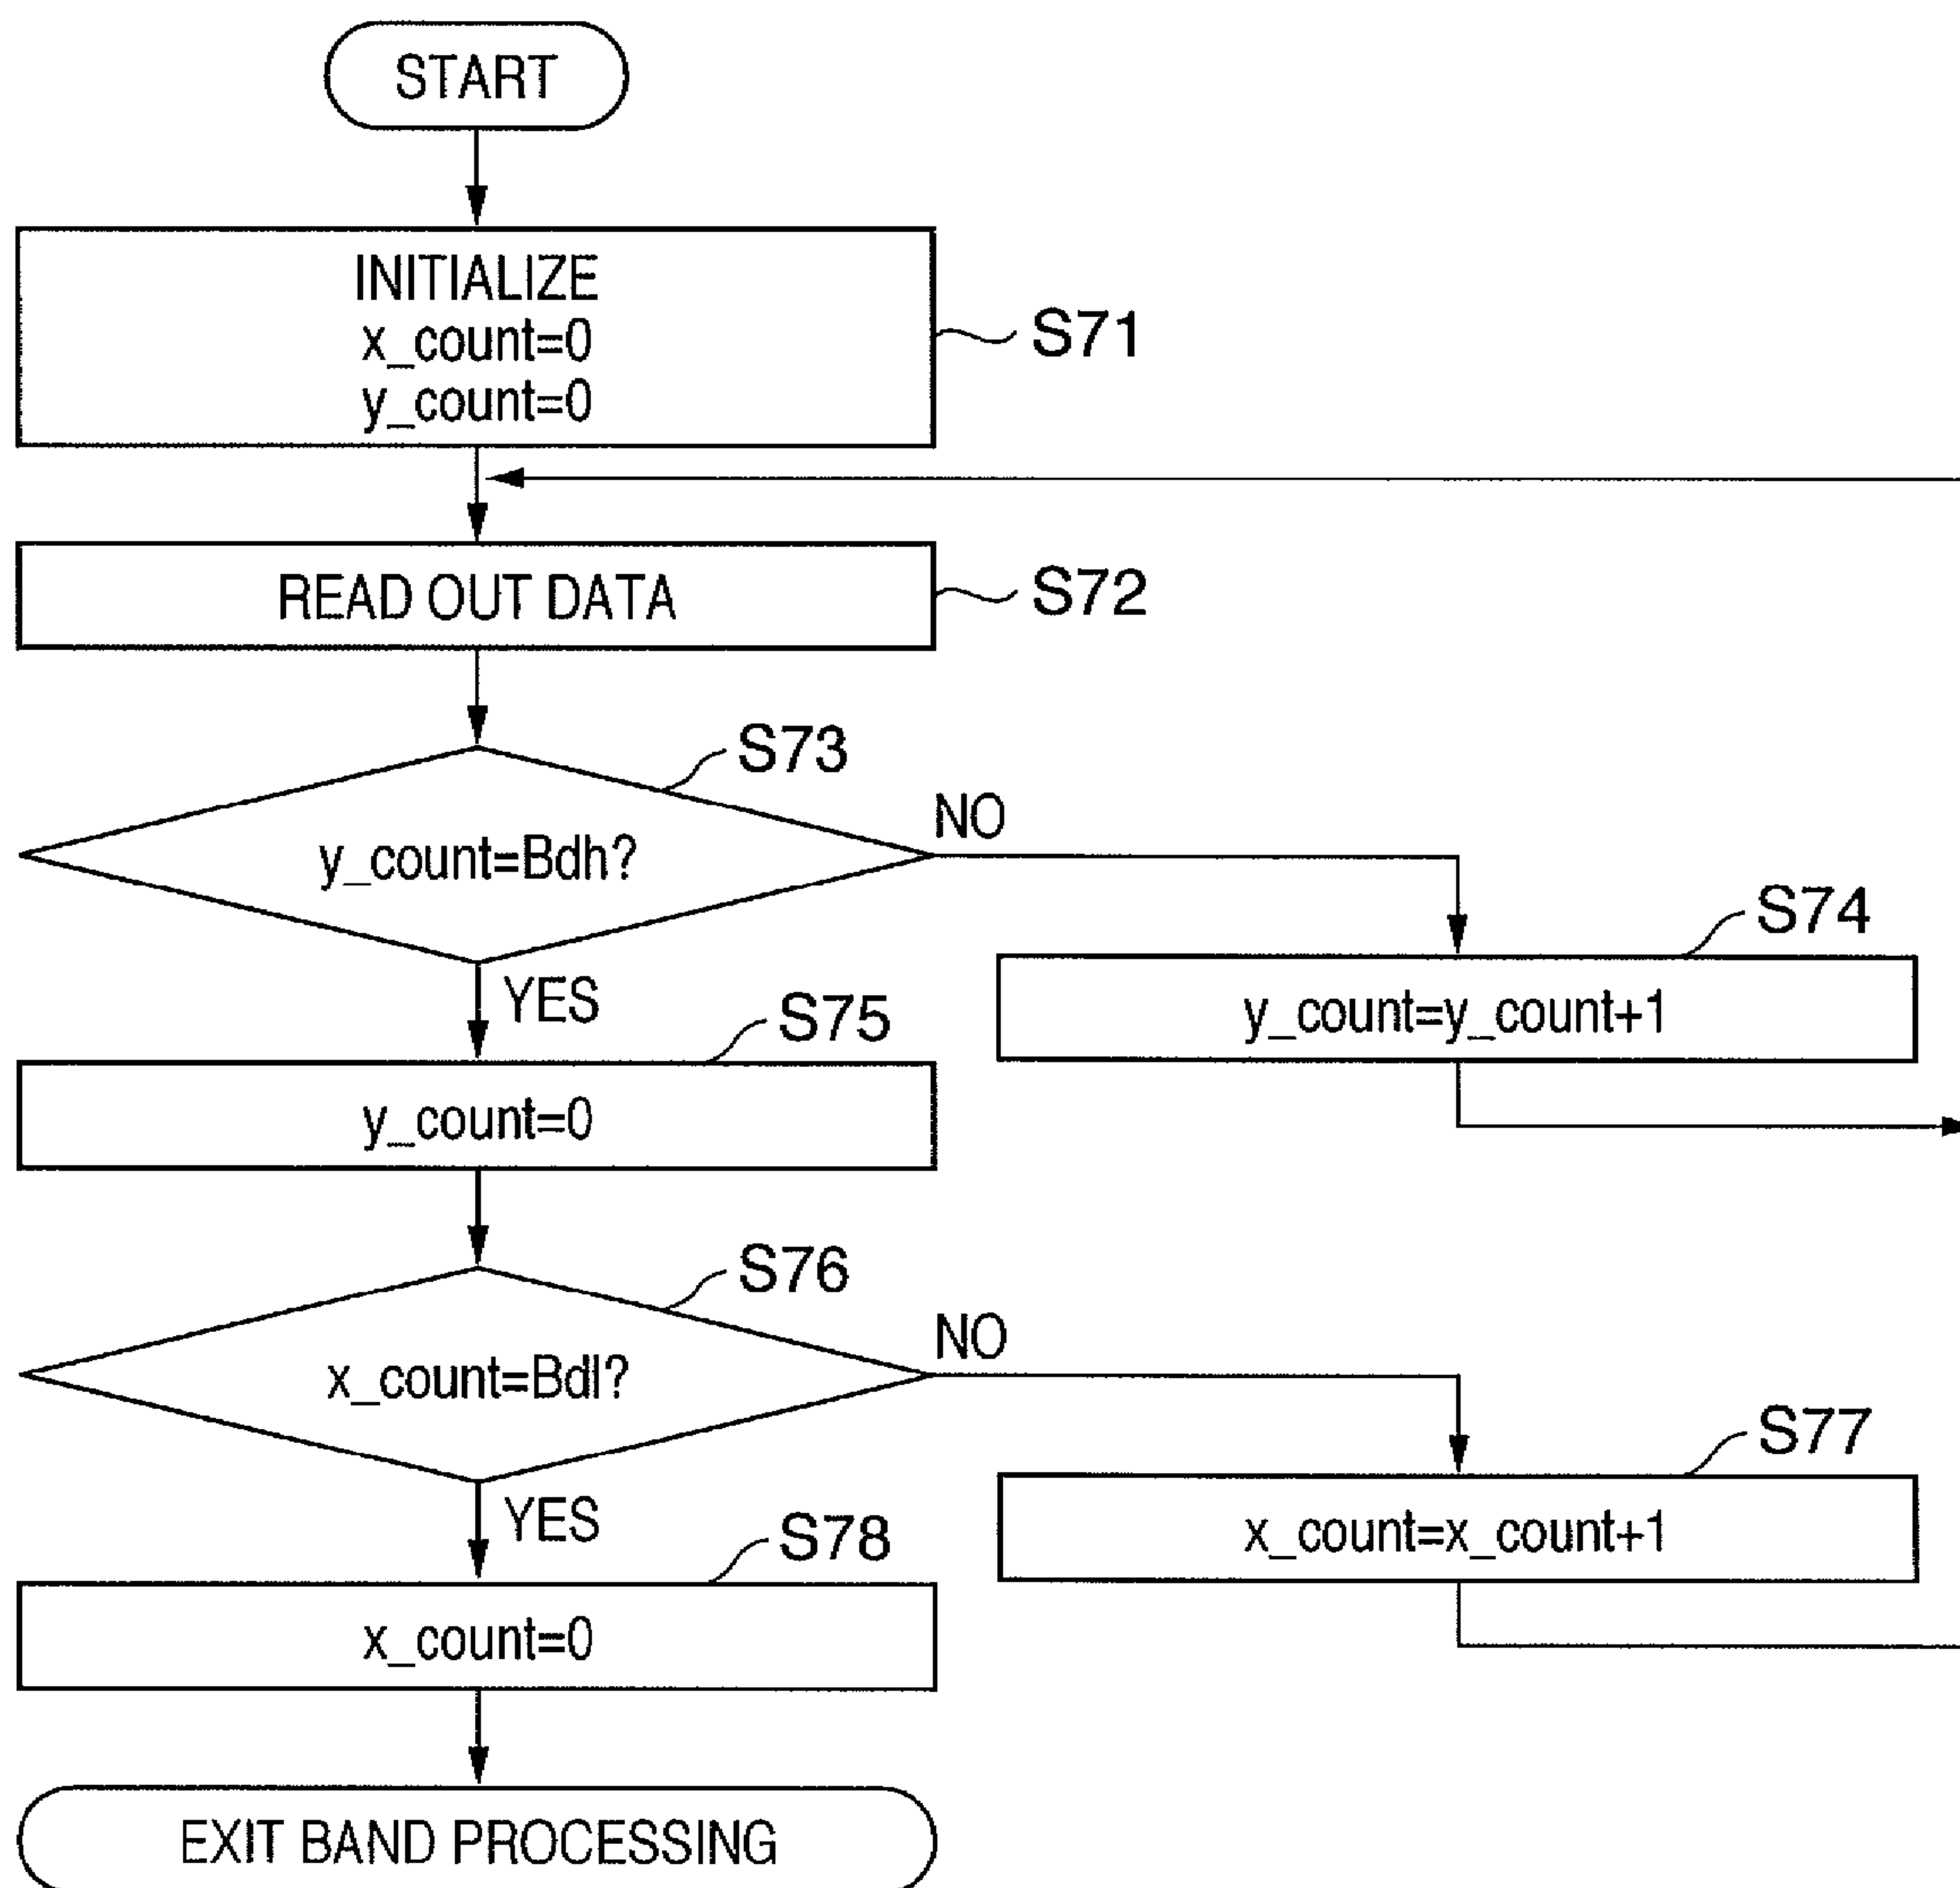 START
INITIALIZE
x_count=0
y_count=0
S71
READ OUT DATA
S72
S73
y_count=Bdh?
NO
YES
S74
y_count=y_count+1
S75
y_count=0
S76
x_count=Bdl?
NO
YES
S77
x_count=x_count+1
S78
x_count=0
EXIT BAND PROCESSING